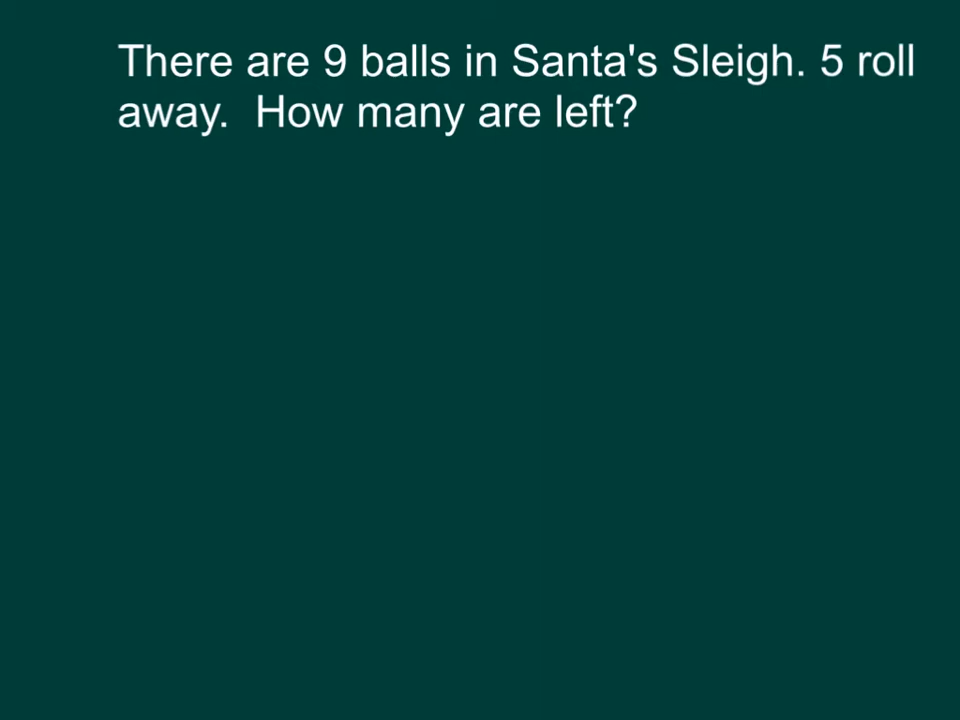 There are 9 balls in Santa's Sleigh. 5 roll
away.  How many are left?